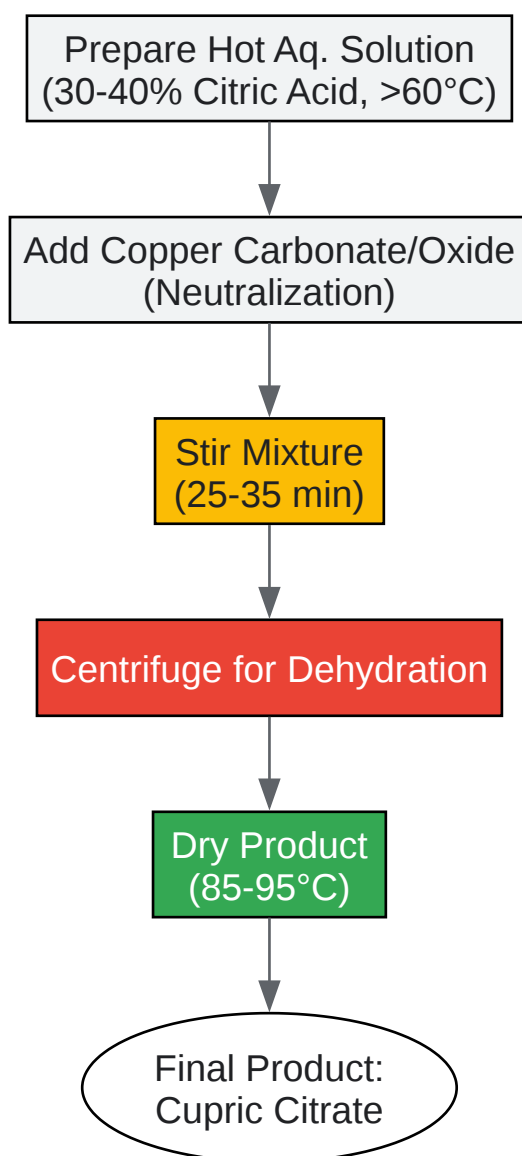 Prepare Hot Aq. Solution
(30-40% Citric Acid, >60°C)
Add Copper Carbonate/Oxide
(Neutralization)
Stir Mixture
(25-35 min)
Centrifuge for Dehydration
Dry Product
(85-95°C)
Final Product:
Cupric Citrate